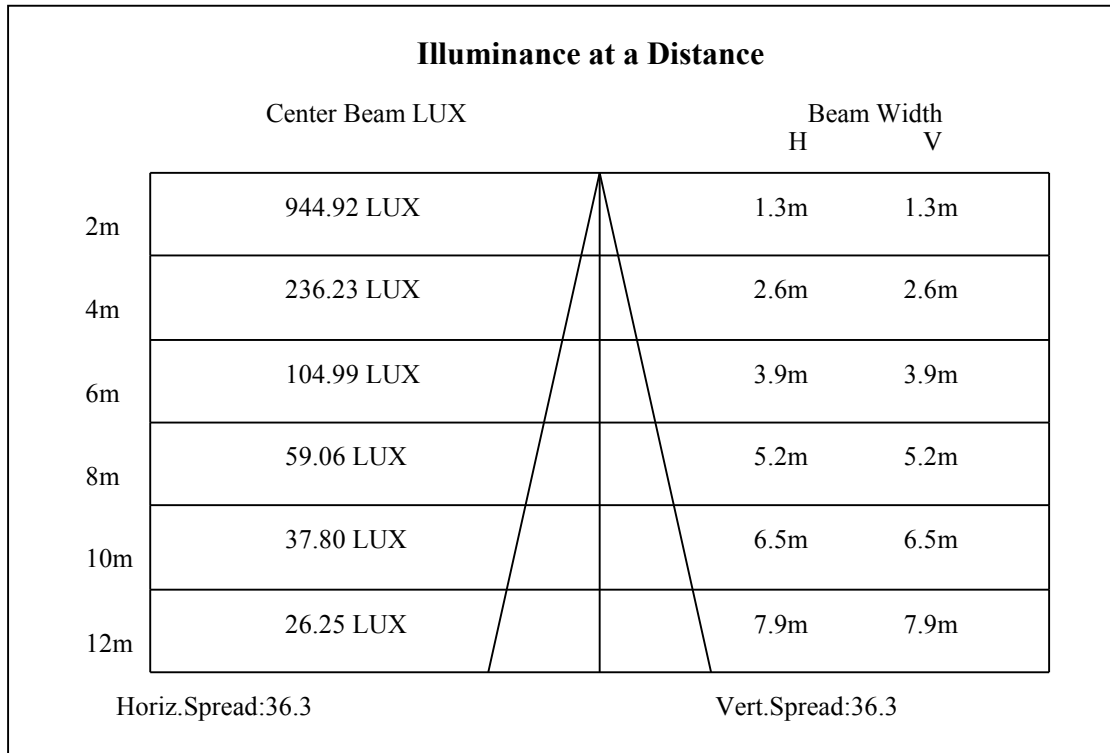 Illuminance at a Distance
Center Beam LUX Beam Width
H V
2m 944.92 LUX 1.3m 1.3m
4m 236.23 LUX 2.6m 2.6m
6m 104.99 LUX 3.9m 3.9m
8m 59.06 LUX 5.2m 5.2m
10m 37.80 LUX 6.5m 6.5m
12m 26.25 LUX 7.9m 7.9m
Horiz.Spread:36.3 Vert.Spread:36.3